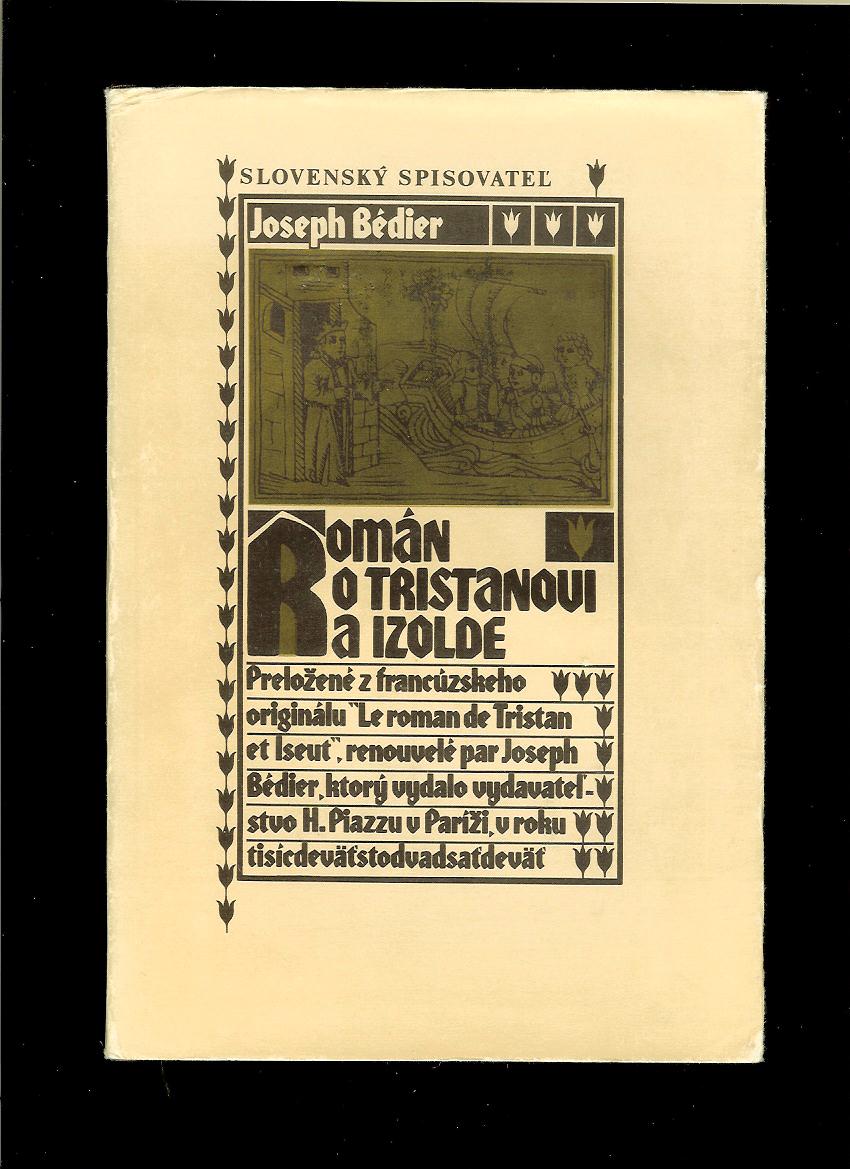 SLOVENSKÝ SPISOVATEĽ
Joseph Bédier
Román
o TRISTANOVI
a IZOLDE
Preložené z francúzskeho
originálu "Le roman de Tristan
et Iseut", renouvelé par Joseph
Bédier, ktorý vydalo vydavateľ-
stvo H. Piazzu v Paríži, v roku
tisícdeväťstodvadsaťdeväť